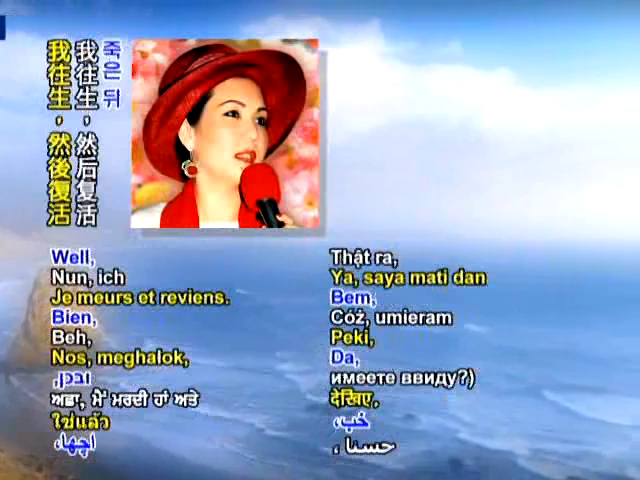 我往生，然後復活
我往生，然后复活
죽은 뒤
Well,
Nun, ich
Je meurs et reviens.
Bien,
Beh,
Nos, meghalok,
ובכן,
ਅਛਾ, ਮੈਂ ਮਰਦੀ ਹਾਂ ਅਤੇ
ใช่แล้ว
اچھا،
Thật ra,
Ya, saya mati dan
Bem,
Cóż, umieram
Peki,
Da,
имеете ввиду?)
देखिए,
خب،
حسنا ،